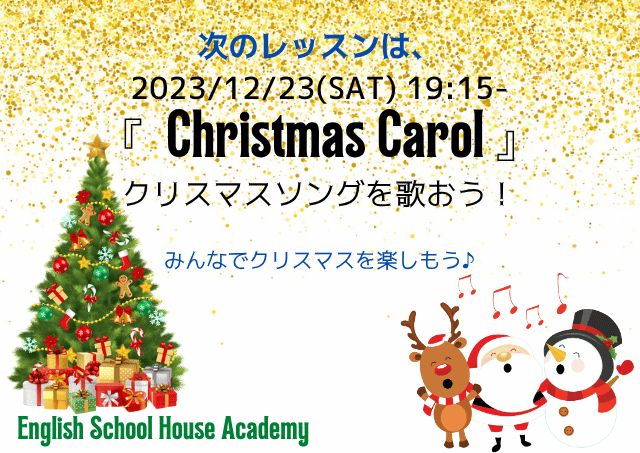 次のレッスンは、
2023/12/23(SAT) 19:15-
『 Christmas Carol 』
クリスマスソングを歌おう！
みんなでクリスマスを楽しもう♪
English School House Academy